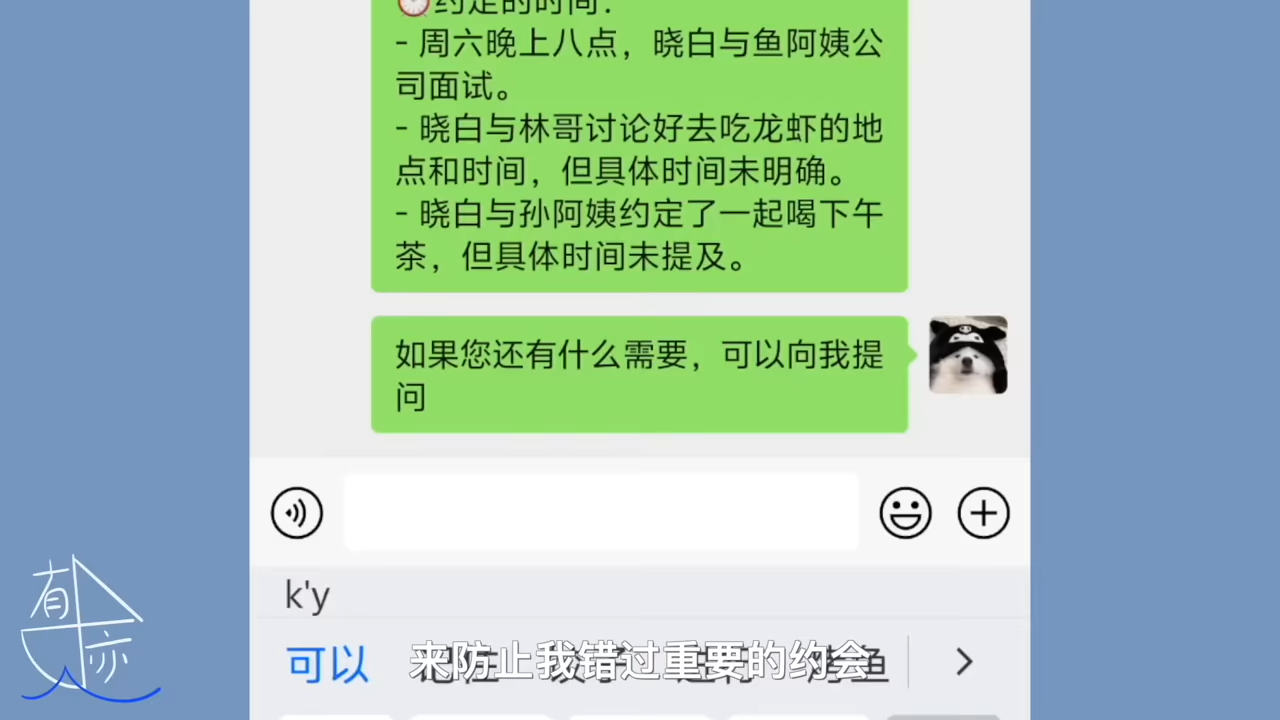 约定的时间：
- 周六晚上八点，晓白与鱼阿姨公
司面试。
- 晓白与林哥讨论好去吃龙虾的地
点和时间，但具体时间未明确。
- 晓白与孙阿姨约定了一起喝下午
茶，但具体时间未提及。
如果您还有什么需要，可以向我提
问
k'y
可以
来防止我错过重要的约会
有
亦